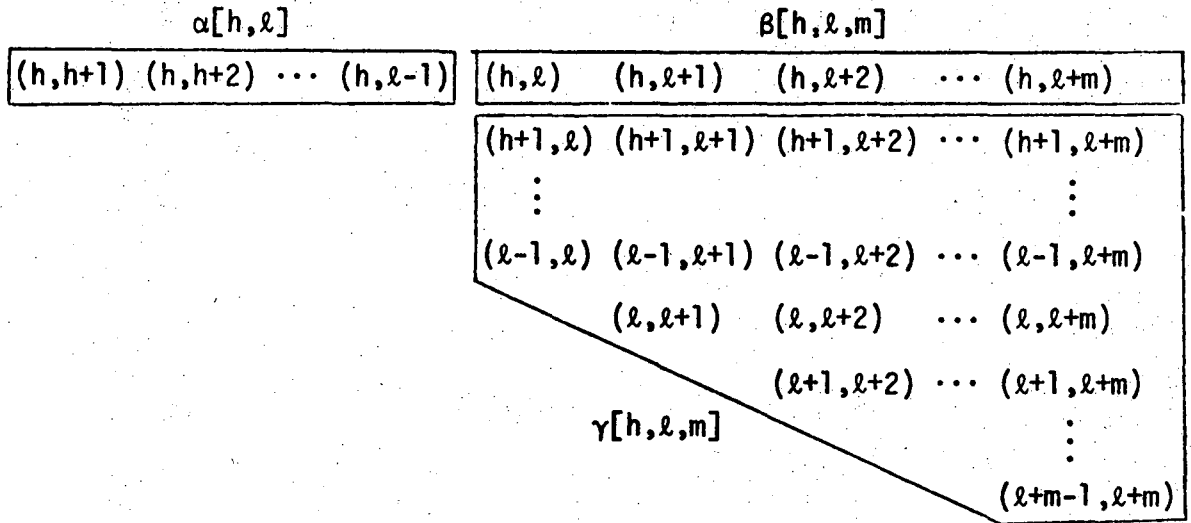 α[h,ℓ] β[h,ℓ,m]
(h,h+1) (h,h+2) ··· (h,ℓ-1) (h,ℓ) (h,ℓ+1) (h,ℓ+2) ··· (h,ℓ+m)
(h+1,ℓ) (h+1,ℓ+1) (h+1,ℓ+2) ··· (h+1,ℓ+m)
⋮ ⋮
(ℓ-1,ℓ) (ℓ-1,ℓ+1) (ℓ-1,ℓ+2) ··· (ℓ-1,ℓ+m)
(ℓ,ℓ+1) (ℓ,ℓ+2) ··· (ℓ,ℓ+m)
(ℓ+1,ℓ+2) ··· (ℓ+1,ℓ+m)
γ[h,ℓ,m] ⋮
(ℓ+m-1,ℓ+m)